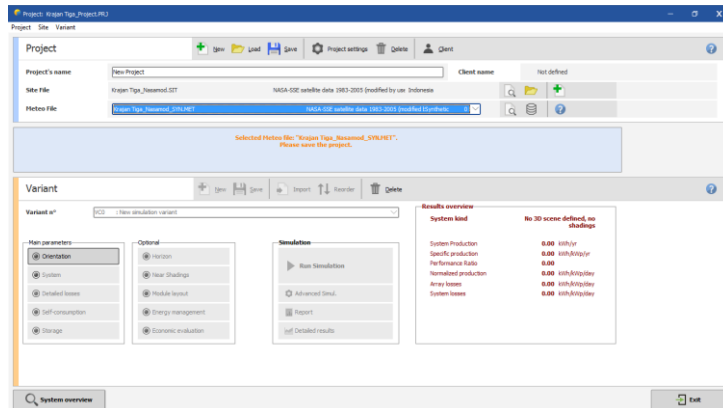 Project: Krajan Tiga_Project.PRJ
Project Site Variant
Project New Load Save Project settings Delete Client
Project's name New Project Client name Not defined
Site File Krajan Tiga_Nasamod.SIT NASA-SSE satellite data 1983-2005 (modified by use Indonesia
Meteo File Krajan Tiga_Nasamod_SYN.MET NASA-SSE satellite data 1983-2005 (modified Synthetic 0
Selected Meteo file: "Krajan Tiga_Nasamod_SYN.MET".
Please save the project.
Variant New Save Import Reorder Delete
Variant n° VC0 : New simulation variant
Results overview
System kind No 3D scene defined, no
shadings
Main parameters Optional Simulation
Orientation Horizon Run Simulation
System Near Shadings
Detailed losses Module layout Advanced Simul.
Self-consumption Energy management Report
Storage Economic evaluation Detailed results
System Production 0.00 kWh/yr
Specific production 0.00 kWh/kWp/yr
Performance Ratio 0.00
Normalized production 0.00 kWh/kWp/day
Array losses 0.00 kWh/kWp/day
System losses 0.00 kWh/kWp/day
System overview Exit